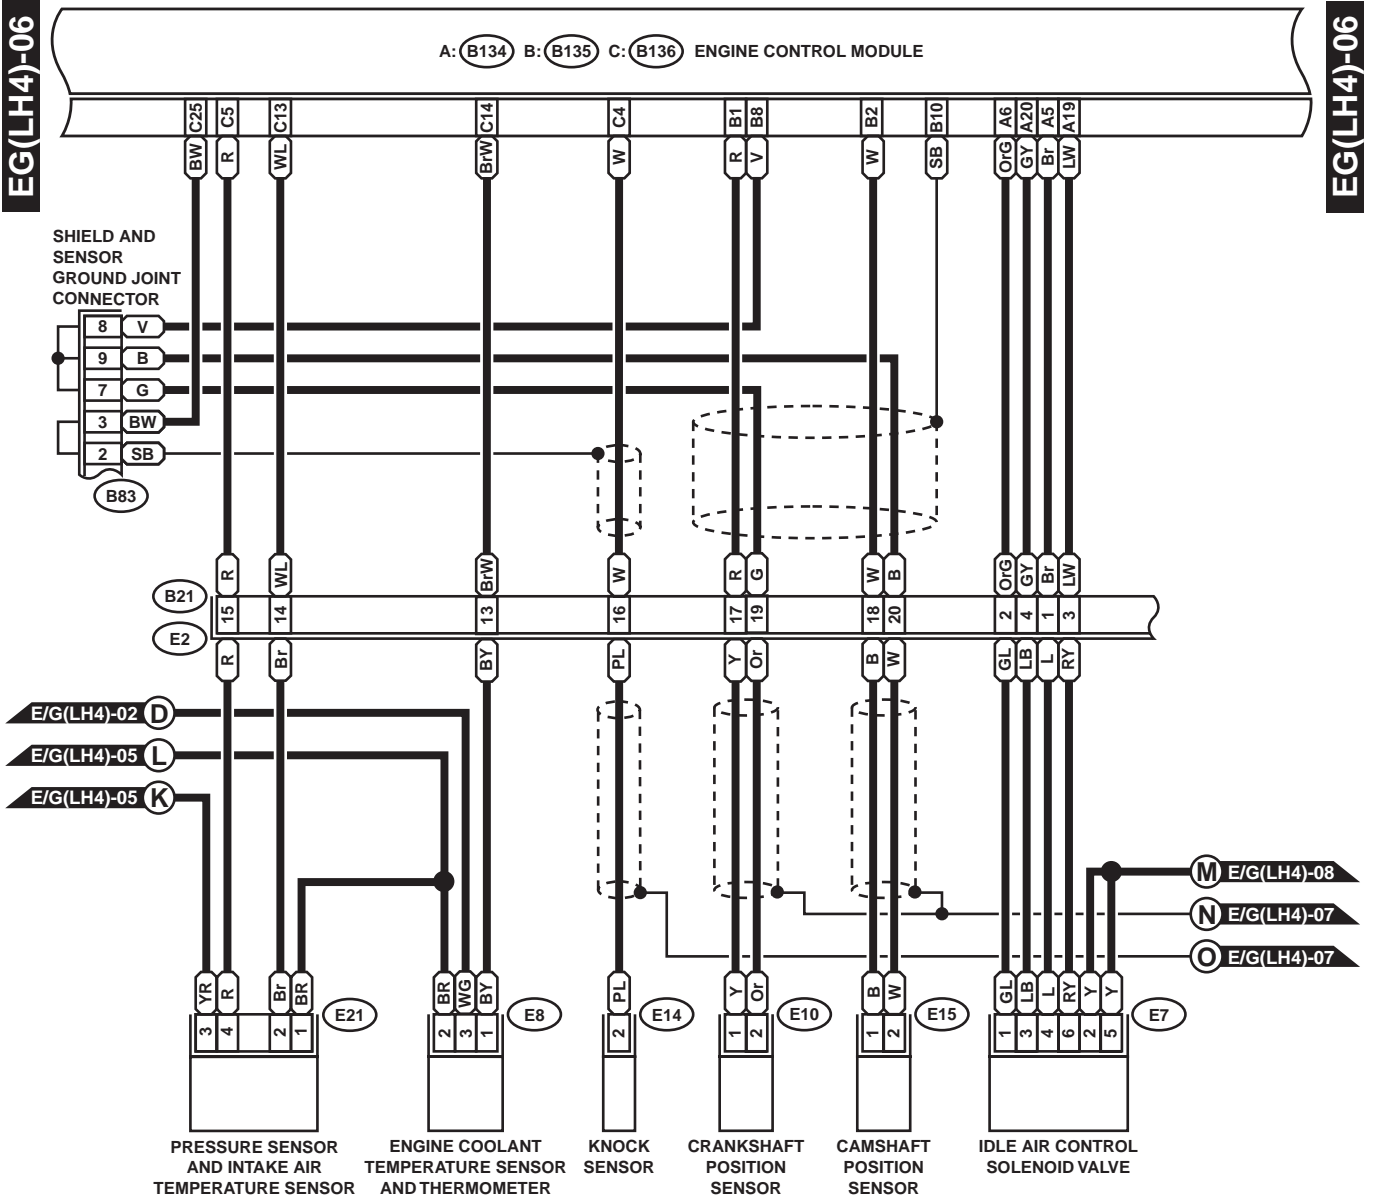 EG(LH4)-06
EG(LH4)-06
A: B134 B: B135 C: B136 ENGINE CONTROL MODULE
C25 C5 C13 C14 C4 B1 B8 B2 B10 A6 A20 A5 A19
BW R WL BrW W R V W SB OrG GY Br LW
SHIELD AND
SENSOR
GROUND JOINT
CONNECTOR
8 V
9 B
7 G
3 BW
2 SB
B83
R WL BrW W R G W B OrG GY Br LW
B21
15 14 13 16 17 19 18 20 2 4 1 3
E2
R Br BY PL Y Or B W GL LB L RY
E/G(LH4)-02 D
E/G(LH4)-05 L
E/G(LH4)-05 K
M E/G(LH4)-08
N E/G(LH4)-07
O E/G(LH4)-07
YR R Br BR BR WG BY PL Y Or B W GL LB L RY Y Y
3 4 2 1 E21 2 3 1 E8 2 E14 1 2 E10 1 2 E15 1 3 4 6 2 5 E7
PRESSURE SENSOR
AND INTAKE AIR
TEMPERATURE SENSOR
ENGINE COOLANT
TEMPERATURE SENSOR
AND THERMOMETER
KNOCK
SENSOR
CRANKSHAFT
POSITION
SENSOR
CAMSHAFT
POSITION
SENSOR
IDLE AIR CONTROL
SOLENOID VALVE